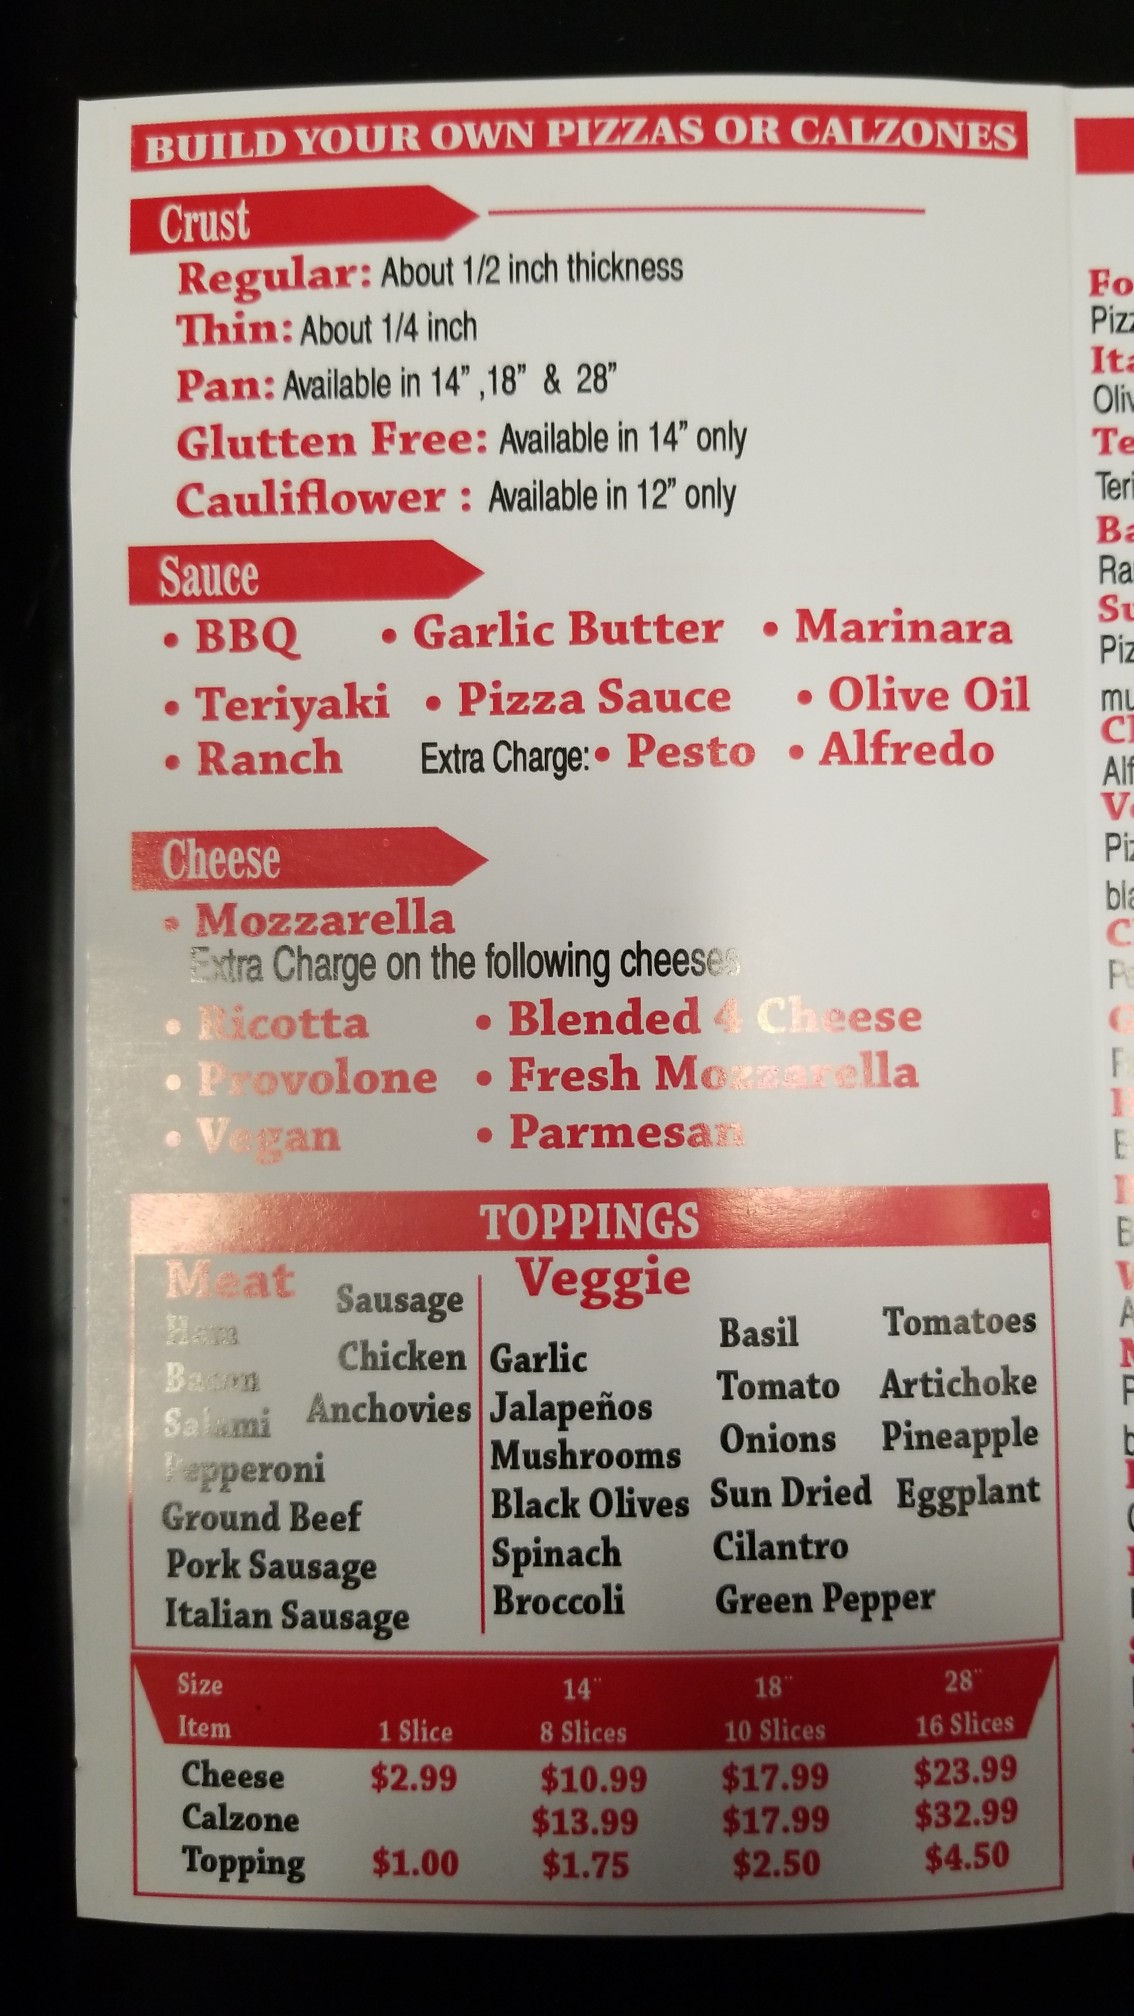 BUILD YOUR OWN PIZZAS OR CALZONES
Crust
Regular: About 1/2 inch thickness
Thin: About 1/4 inch
Pan: Available in 14” ,18” & 28”
Glutten Free: Available in 14” only
Cauliflower : Available in 12” only
Sauce
• BBQ • Garlic Butter • Marinara
• Teriyaki • Pizza Sauce • Olive Oil
• Ranch Extra Charge: • Pesto • Alfredo
Cheese
• Mozzarella
Extra Charge on the following cheeses
• Ricotta • Blended 4 Cheese
• Provolone • Fresh Mozzarella
• Vegan • Parmesan
TOPPINGS
Meat
Ham
Bacon
Salami
Pepperoni
Ground Beef
Pork Sausage
Italian Sausage
Sausage
Chicken
Anchovies
Veggie
Garlic
Jalapeños
Mushrooms
Black Olives
Spinach
Broccoli
Basil
Tomato
Onions
Sun Dried
Cilantro
Green Pepper
Tomatoes
Artichoke
Pineapple
Eggplant
Size 14" 18" 28"
Item 1 Slice 8 Slices 10 Slices 16 Slices
Cheese $2.99 $10.99 $17.99 $23.99
Calzone $13.99 $17.99 $32.99
Topping $1.00 $1.75 $2.50 $4.50